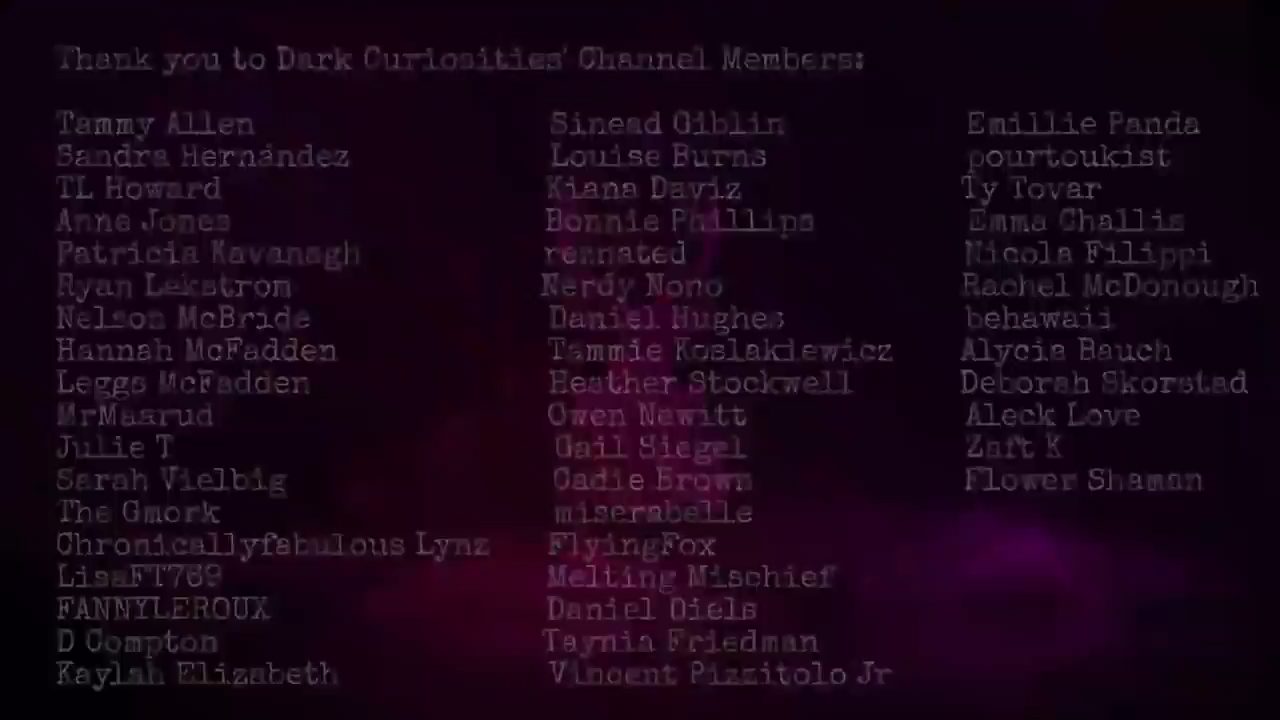 Thank you to Dark Curiosities' Channel Members:
Tammy Allen
Sandra Hernández
TL Howard
Anne Jones
Patricia Kavanagh
Ryan Lekstrom
Nelson McBride
Hannah McFadden
Leggs McFadden
MrMaarud
Julie T
Sarah Vielbig
The Gmork
Chronicallyfabulous Lynz
LisaFT769
FANNYLEROUX
D Compton
Kaylah Elizabeth
Sinead Giblin
Louise Burns
Kiana Daviz
Bonnie Phillips
rennated
Nerdy Nono
Daniel Hughes
Tammie Koslakiewicz
Heather Stockwell
Owen Newitt
Gail Siegel
Cadie Brown
miserabelle
FlyingFox
Melting Mischief
Daniel Diels
Taynia Friedman
Vincent Pizzitolo Jr
Emillie Panda
pourtoukist
Ty Tovar
Emma Challis
Nicola Filippi
Rachel McDonough
behawaii
Alycia Bauch
Deborah Skorstad
Aleck Love
Zaft K
Flower Shaman